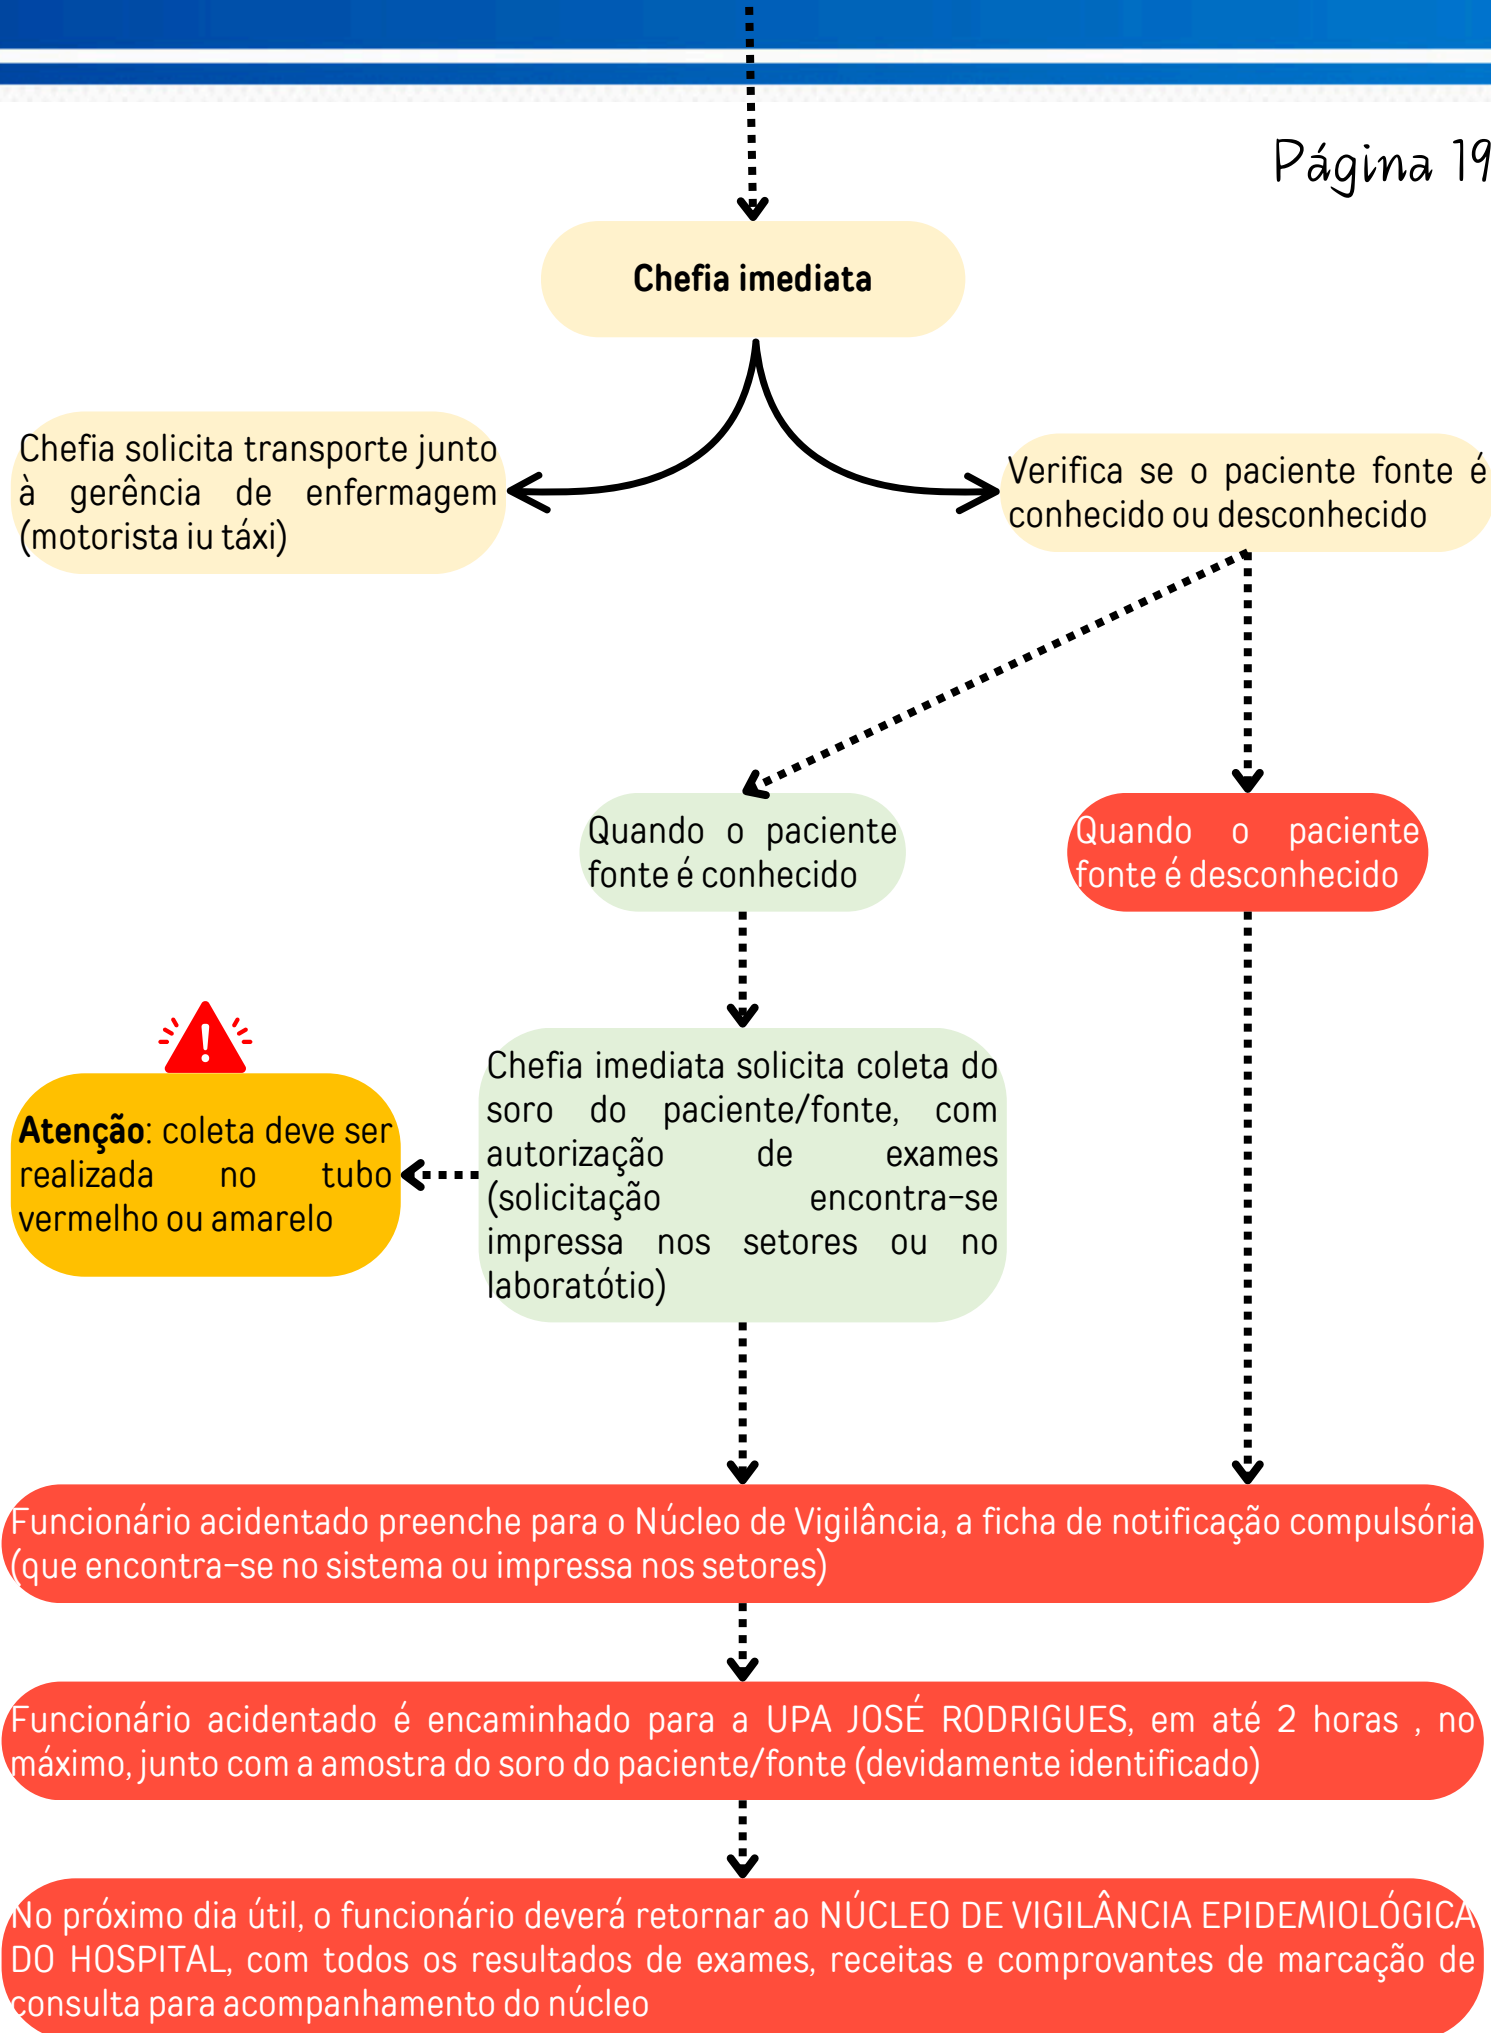 Página 19
Chefia imediata
Chefia solicita transporte junto
à gerência de enfermagem
(motorista iu táxi)
Verifica se o paciente fonte é
conhecido ou desconhecido
Quando o paciente
fonte é conhecido
Quando o paciente
fonte é desconhecido
Chefia imediata solicita coleta do
soro do paciente/fonte, com
autorização de exames
(solicitação encontra-se
impressa nos setores ou no
laboratótio)
Atenção: coleta deve ser
realizada no tubo
vermelho ou amarelo
Funcionário acidentado preenche para o Núcleo de Vigilância, a ficha de notificação compulsória
(que encontra-se no sistema ou impressa nos setores)
Funcionário acidentado é encaminhado para a UPA JOSÉ RODRIGUES, em até 2 horas , no
máximo, junto com a amostra do soro do paciente/fonte (devidamente identificado)
No próximo dia útil, o funcionário deverá retornar ao NÚCLEO DE VIGILÂNCIA EPIDEMIOLÓGICA
DO HOSPITAL, com todos os resultados de exames, receitas e comprovantes de marcação de
consulta para acompanhamento do núcleo